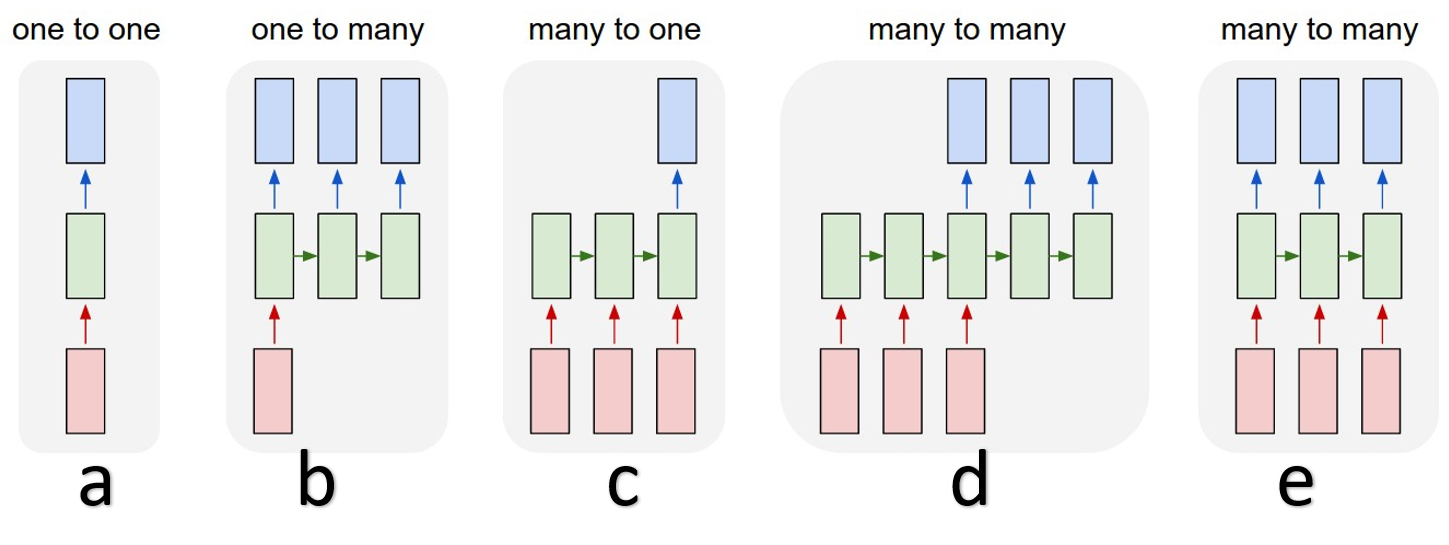 one to one
one to many
many to one
many to many
many to many
a
b
c
d
e